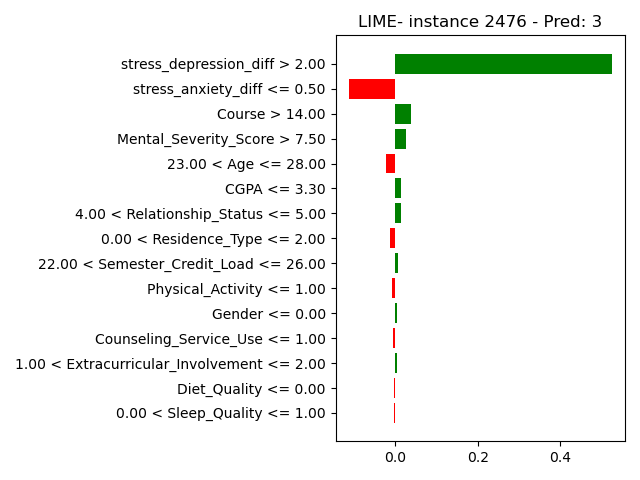 LIME- instance 2476 - Pred: 3
stress_depression_diff > 2.00
stress_anxiety_diff <= 0.50
Course > 14.00
Mental_Severity_Score > 7.50
23.00 < Age <= 28.00
CGPA <= 3.30
4.00 < Relationship_Status <= 5.00
0.00 < Residence_Type <= 2.00
22.00 < Semester_Credit_Load <= 26.00
Physical_Activity <= 1.00
Gender <= 0.00
Counseling_Service_Use <= 1.00
1.00 < Extracurricular_Involvement <= 2.00
Diet_Quality <= 0.00
0.00 < Sleep_Quality <= 1.00
0.0 0.2 0.4